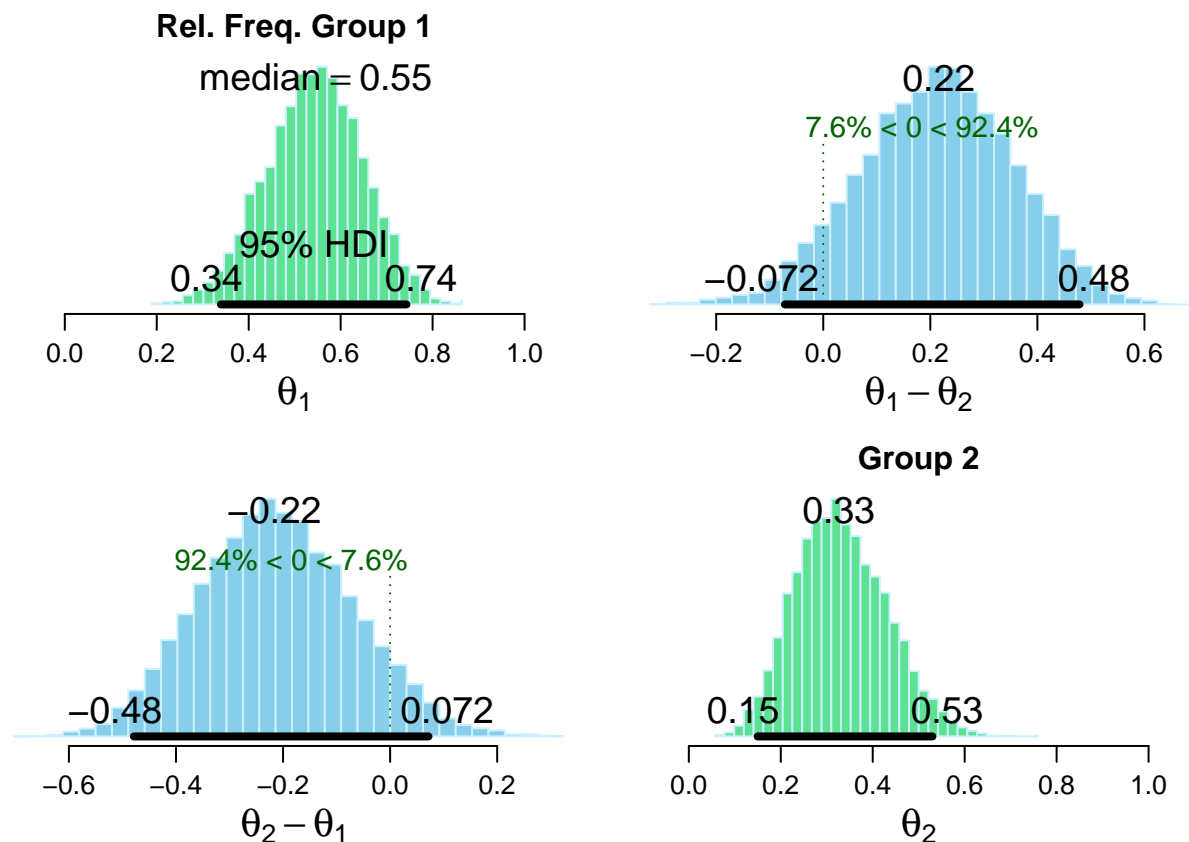 Rel. Freq. Group 1
median = 0.55
95% HDI
0.34 0.74
0.0 0.2 0.4 0.6 0.8 1.0
θ1
0.22
7.6% < 0 < 92.4%
−0.072 0.48
−0.2 0.0 0.2 0.4 0.6
θ1 − θ2
−0.22
92.4% < 0 < 7.6%
−0.48 0.072
−0.6 −0.4 −0.2 0.0 0.2
θ2 − θ1
Group 2
0.33
0.15 0.53
0.0 0.2 0.4 0.6 0.8 1.0
θ2